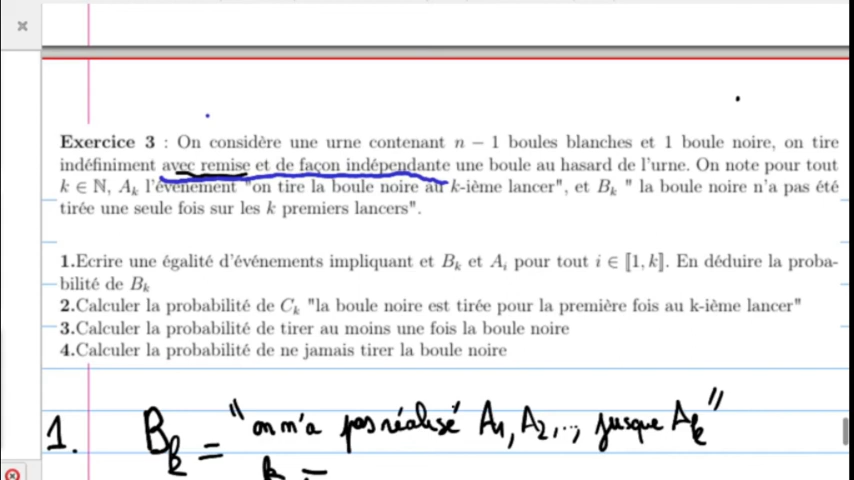 Exercice 3 : On considère une urne contenant n − 1 boules blanches et 1 boule noire, on tire
indéfiniment avec remise et de façon indépendante une boule au hasard de l'urne. On note pour tout
k ∈ ℕ, A_k l'événement "on tire la boule noire au k-ième lancer", et B_k " la boule noire n'a pas été
tirée une seule fois sur les k premiers lancers".
1.Ecrire une égalité d'événements impliquant et B_k et A_i pour tout i ∈ ⟦1, k⟧. En déduire la proba-
bilité de B_k
2.Calculer la probabilité de C_k "la boule noire est tirée pour la première fois au k-ième lancer"
3.Calculer la probabilité de tirer au moins une fois la boule noire
4.Calculer la probabilité de ne jamais tirer la boule noire
1. B_k = "on n'a pas réalisé A_1, A_2, ..., jusque A_k"